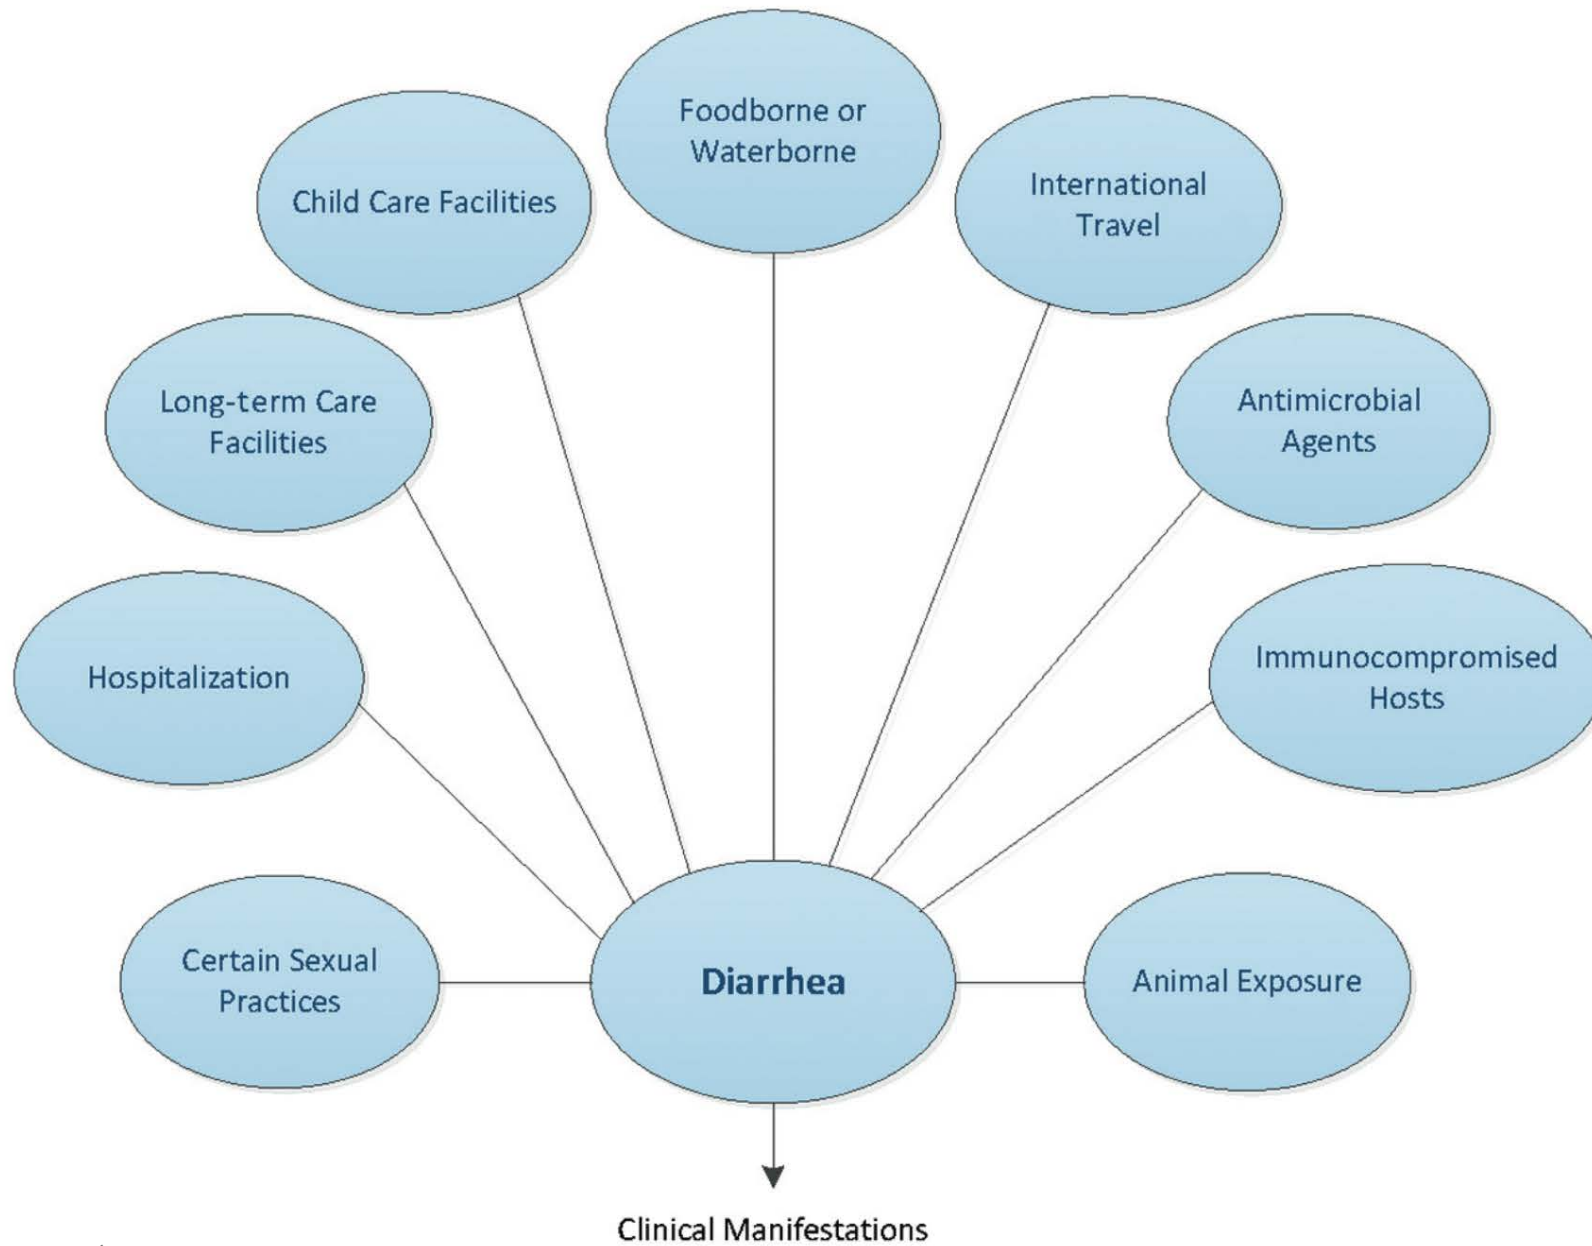 Foodborne or
Waterborne
Child Care Facilities
International
Travel
Long-term Care
Facilities
Antimicrobial
Agents
Hospitalization
Immunocompromised
Hosts
Certain Sexual
Practices
Diarrhea
Animal Exposure
Clinical Manifestations